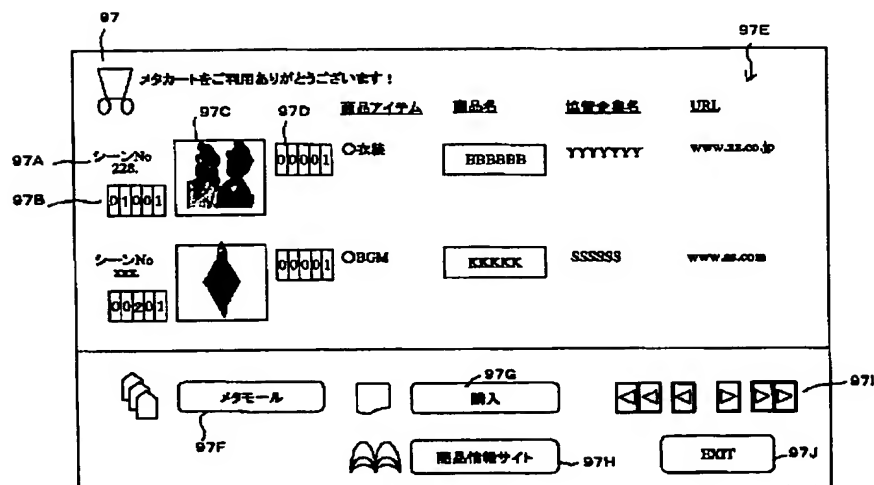 97
97E
メタカートをご利用ありがとうございます!
97C
97D
商品アイテム 商品名 協賛企業名 URL
97A
シーンNo
228.
00001
○衣装
BBBBBB
YYYYYYY
www.xx.co.jp
97B
01001
シーンNo
xxx.
00001
○BGM
KKKKK
SSSSSS
www.ss.com
00201
メタモール
97G
購入
97I
97F
商品情報サイト
97H
EXIT
97J